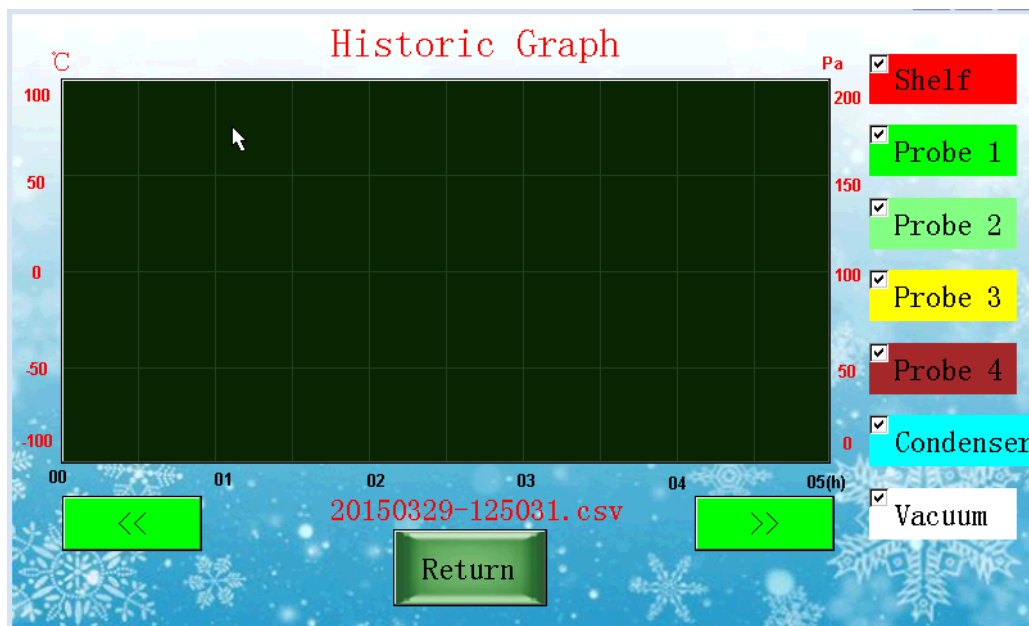 Historic Graph
℃
Pa
100
50
0
-50
-100
200
150
100
50
0
00
01
02
03
04
05(h)
Shelf
Probe 1
Probe 2
Probe 3
Probe 4
Condenser
Vacuum
<<
20150329-125031.csv
>>
Return